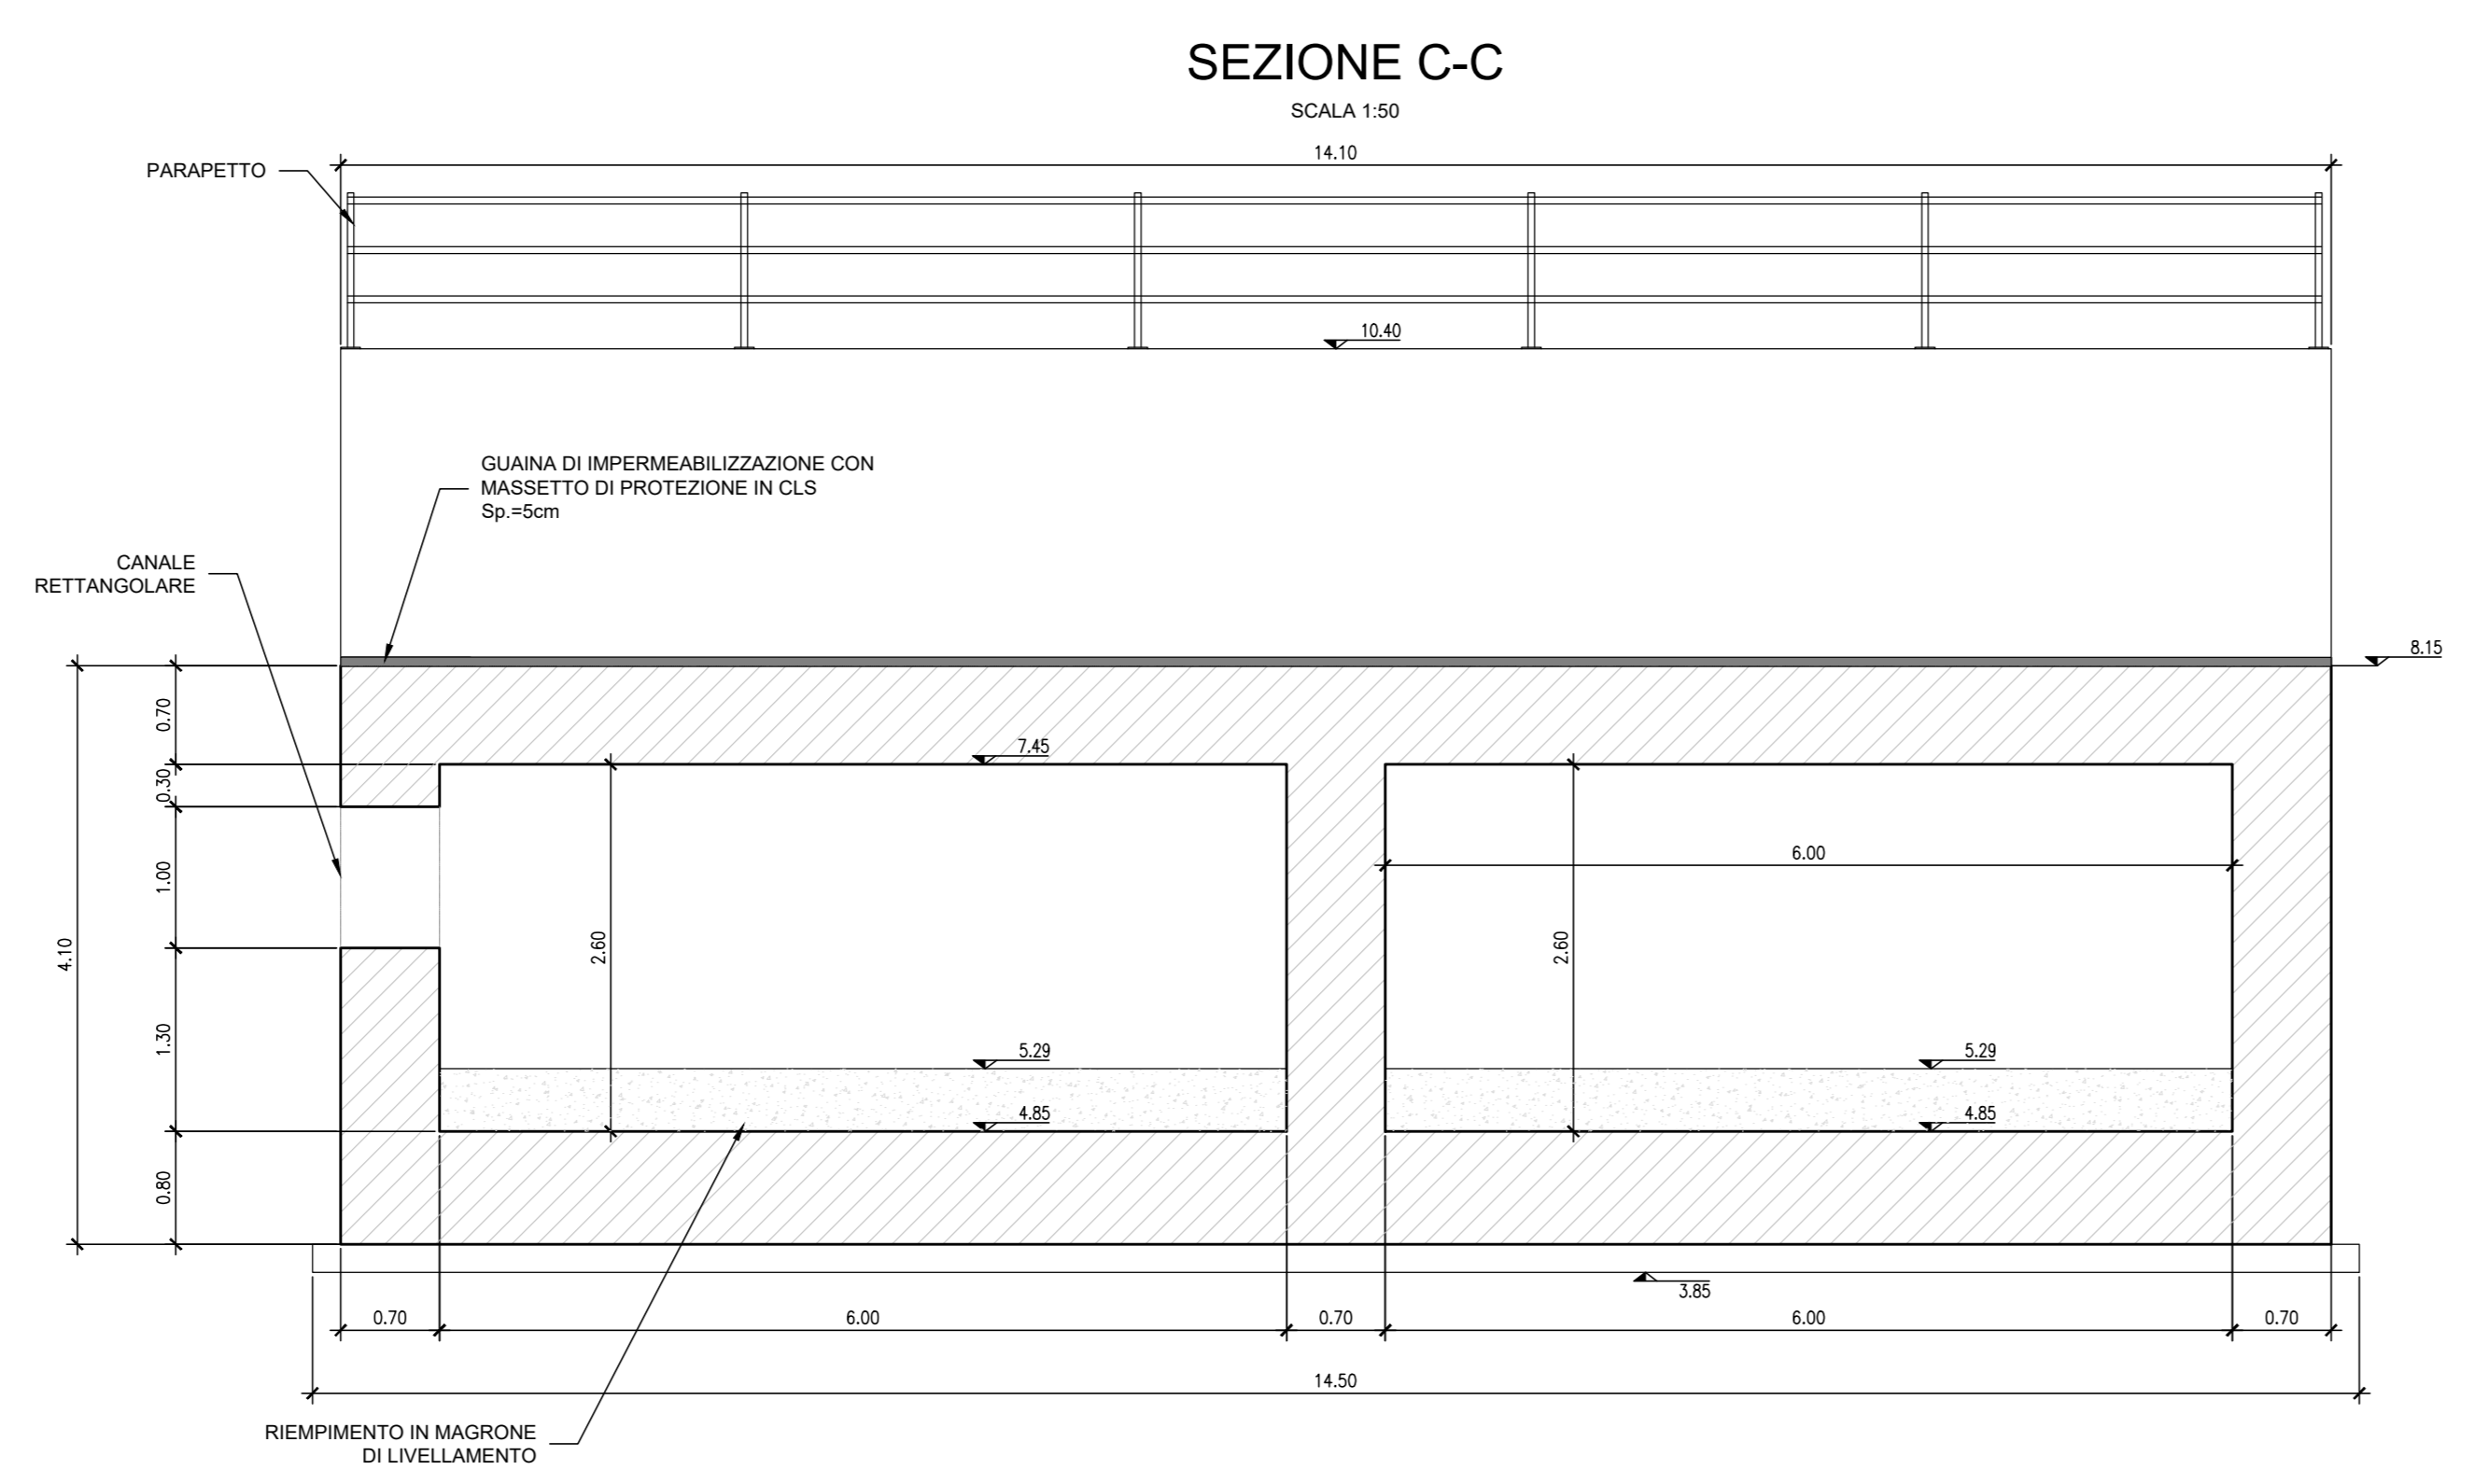 SEZIONE C-C
SCALA 1:50
14.10
PARAPETTO
10.40
GUAINA DI IMPERMEABILIZZAZIONE CON
MASSETTO DI PROTEZIONE IN CLS
Sp.=5cm
CANALE
RETTANGOLARE
8.15
0.70
7.45
0.30
6.00
1.00
2.60
2.60
4.10
1.30
5.29
5.29
4.85
4.85
0.80
3.85
0.70
6.00
0.70
6.00
0.70
14.50
RIEMPIMENTO IN MAGRONE
DI LIVELLAMENTO